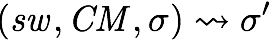 (sw, CM, σ) ⇝ σ′